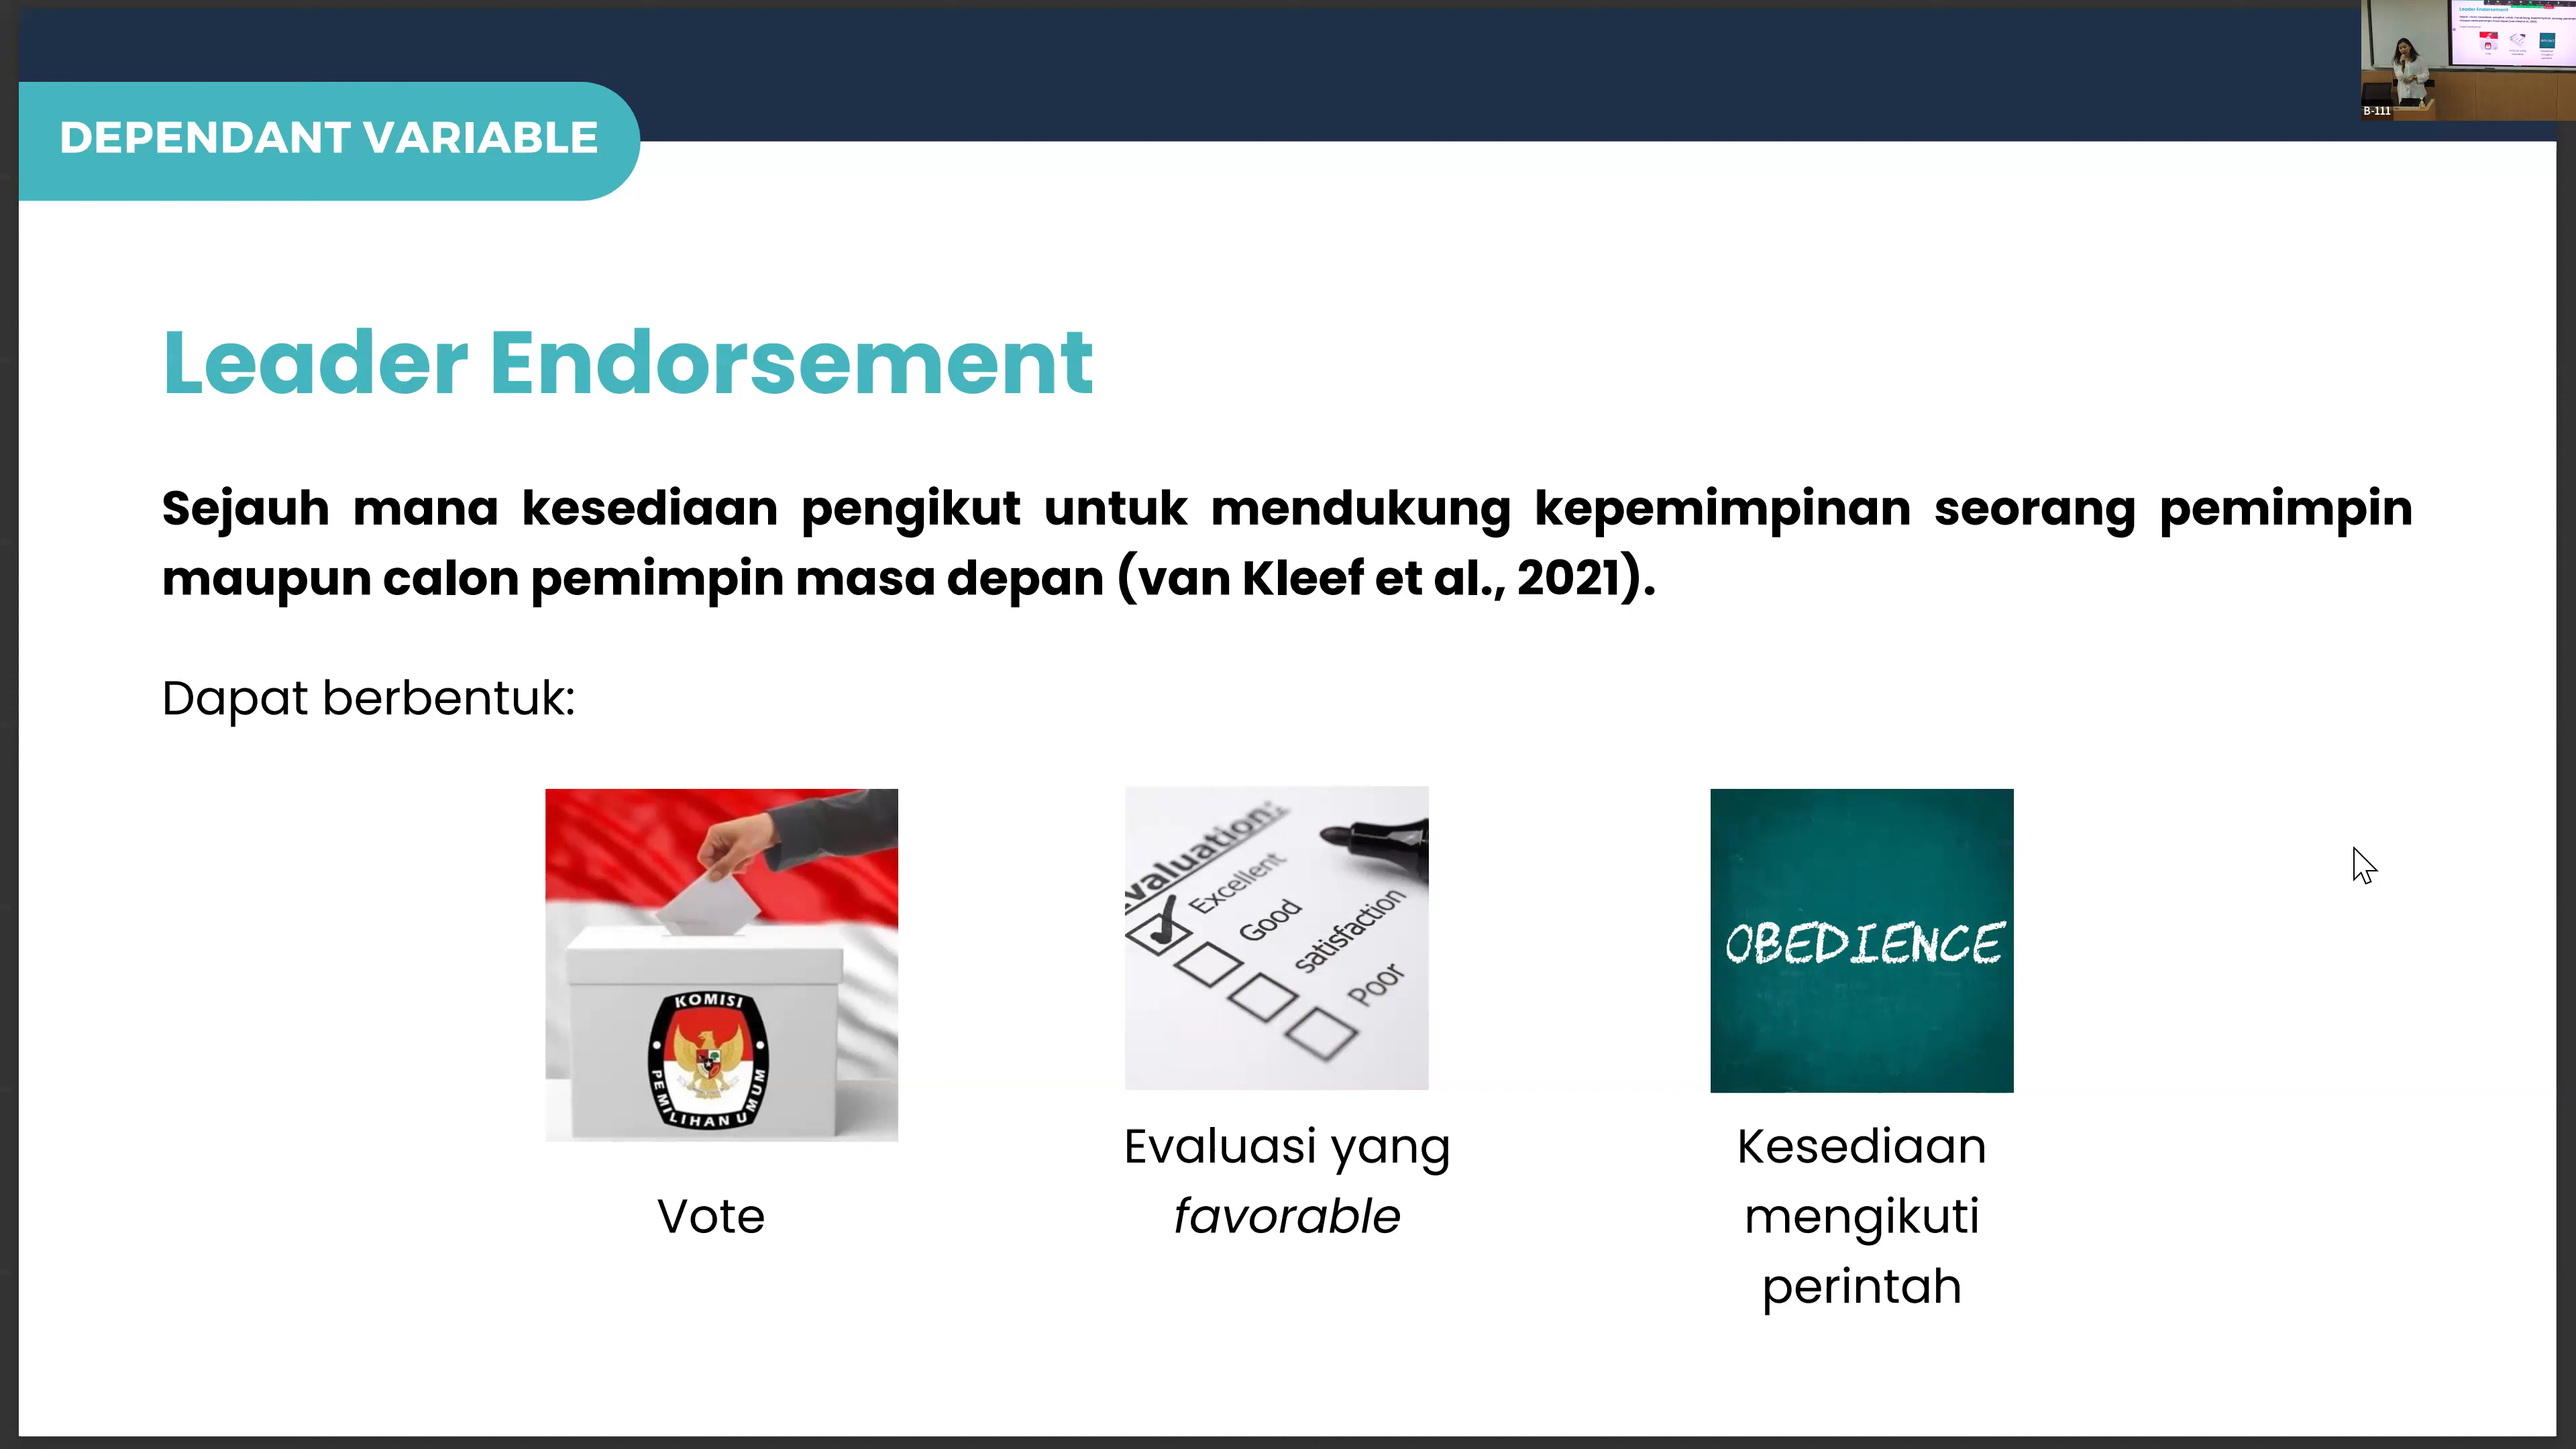 DEPENDANT VARIABLE
B-111
Leader Endorsement
Sejauh mana kesediaan pengikut untuk mendukung kepemimpinan seorang pemimpin
maupun calon pemimpin masa depan (van Kleef et al., 2021).
Dapat berbentuk:
KOMISI
PEMILIHAN UMUM
Vote
valuation:
Excellent
Good
satisfaction
Poor
Evaluasi yang
favorable
OBEDIENCE
Kesediaan
mengikuti
perintah